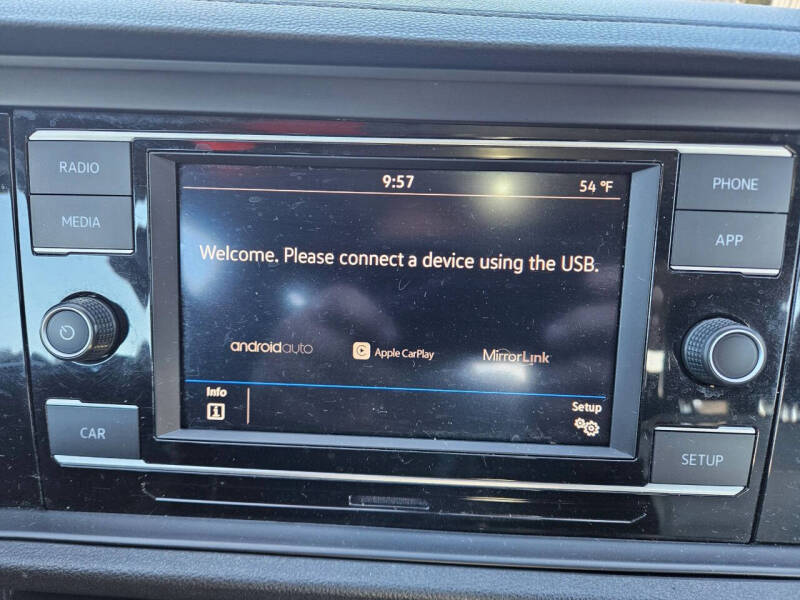 RADIO
MEDIA
CAR
9:57
54 °F
Welcome. Please connect a device using the USB.
androidauto
Apple CarPlay
MirrorLink
Info
Setup
PHONE
APP
SETUP